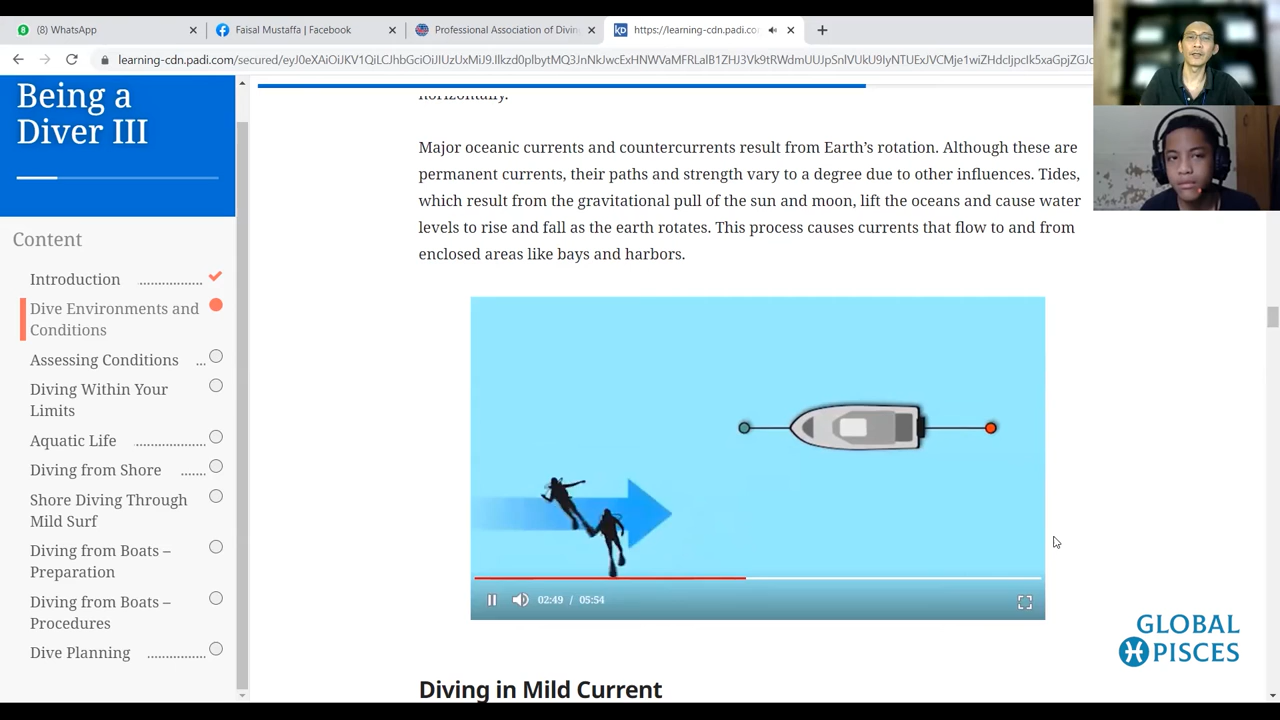 (8) WhatsApp
Faisal Mustaffa | Facebook
Professional Association of Divin
https://learning-cdn.padi.co
Being a
Diver III
Content
Introduction
Dive Environments and
Conditions
Assessing Conditions
Diving Within Your
Limits
Aquatic Life
Diving from Shore
Shore Diving Through
Mild Surf
Diving from Boats –
Preparation
Diving from Boats –
Procedures
Dive Planning
horizontally.
Major oceanic currents and countercurrents result from Earth’s rotation. Although these are
permanent currents, their paths and strength vary to a degree due to other influences. Tides,
which result from the gravitational pull of the sun and moon, lift the oceans and cause water
levels to rise and fall as the earth rotates. This process causes currents that flow to and from
enclosed areas like bays and harbors.
02:49 / 05:54
Diving in Mild Current
GLOBAL
PISCES